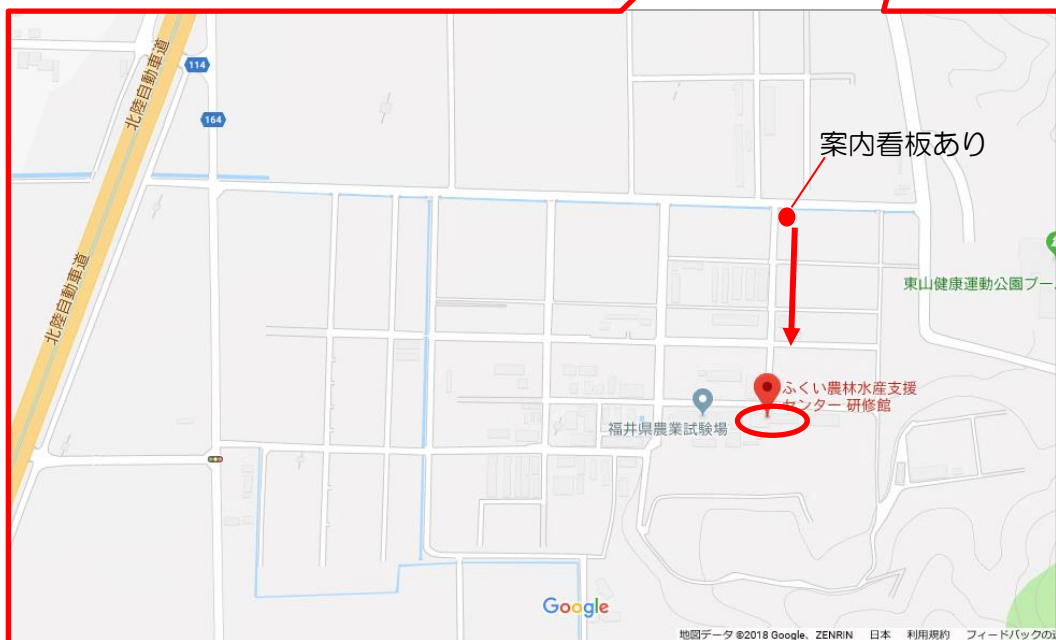 北陸自動車道
114
164
案内看板あり
北陸自動車道
東山健康運動公園プー
ふくい農林水産支援
センター 研修館
福井県農業試験場
Google
地図データ ©2018 Google、ZENRIN 日本 利用規約 フィードバックの